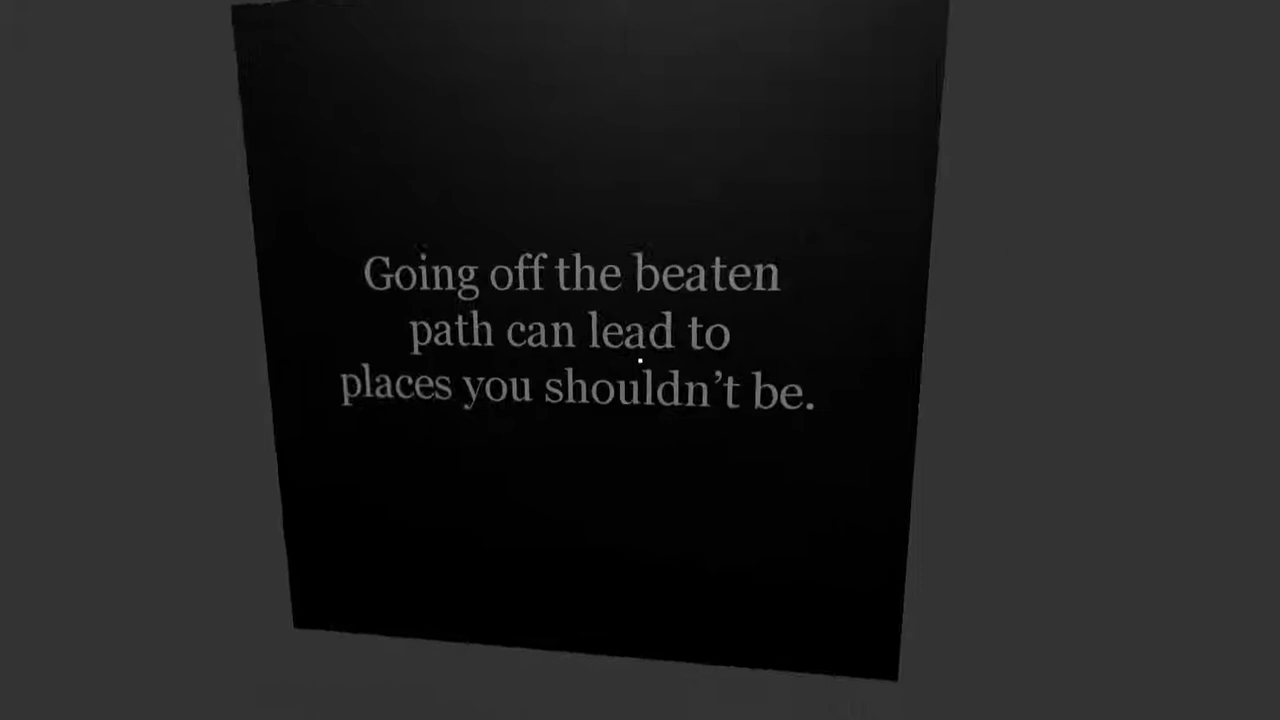 Going off the beaten
path can lead to
places you shouldn’t be.